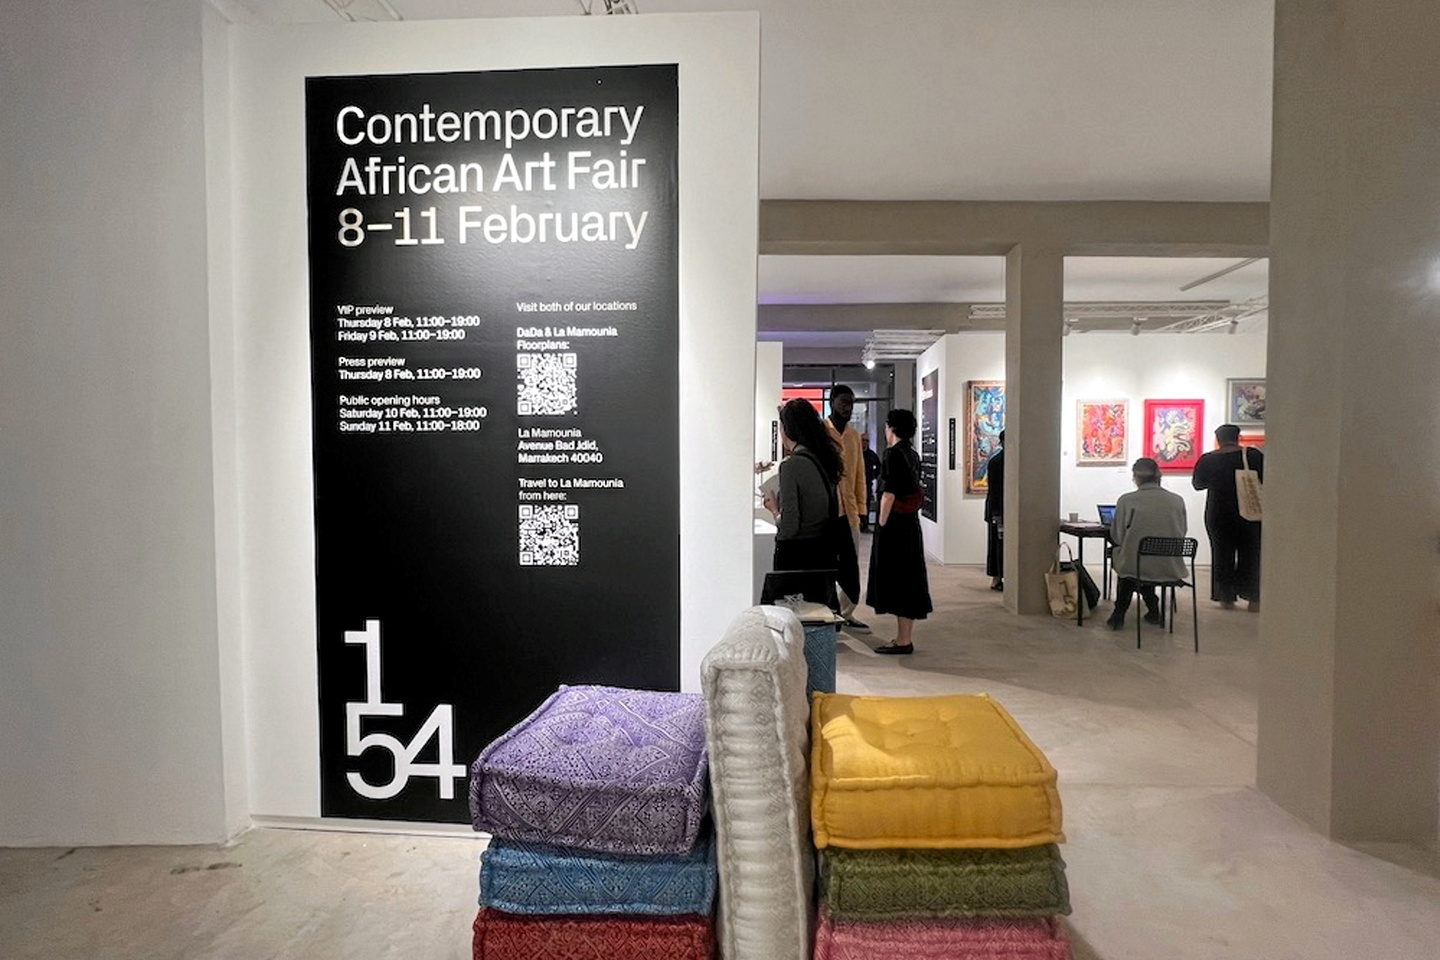 Contemporary
African Art Fair
8–11 February
VIP preview
Thursday 8 Feb, 11:00–19:00
Friday 9 Feb, 11:00–19:00
Press preview
Thursday 8 Feb, 11:00–19:00
Public opening hours
Saturday 10 Feb, 11:00–19:00
Sunday 11 Feb, 11:00–18:00
Visit both of our locations
DaDa & La Mamounia
Floorplans:
La Mamounia
Avenue Bad Jdid,
Marrakech 40040
Travel to La Mamounia
from here:
1
54